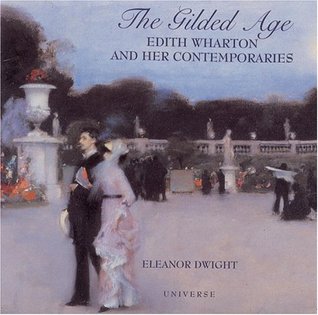 The Gilded Age
EDITH WHARTON
AND HER CONTEMPORARIES
ELEANOR DWIGHT
UNIVERSE